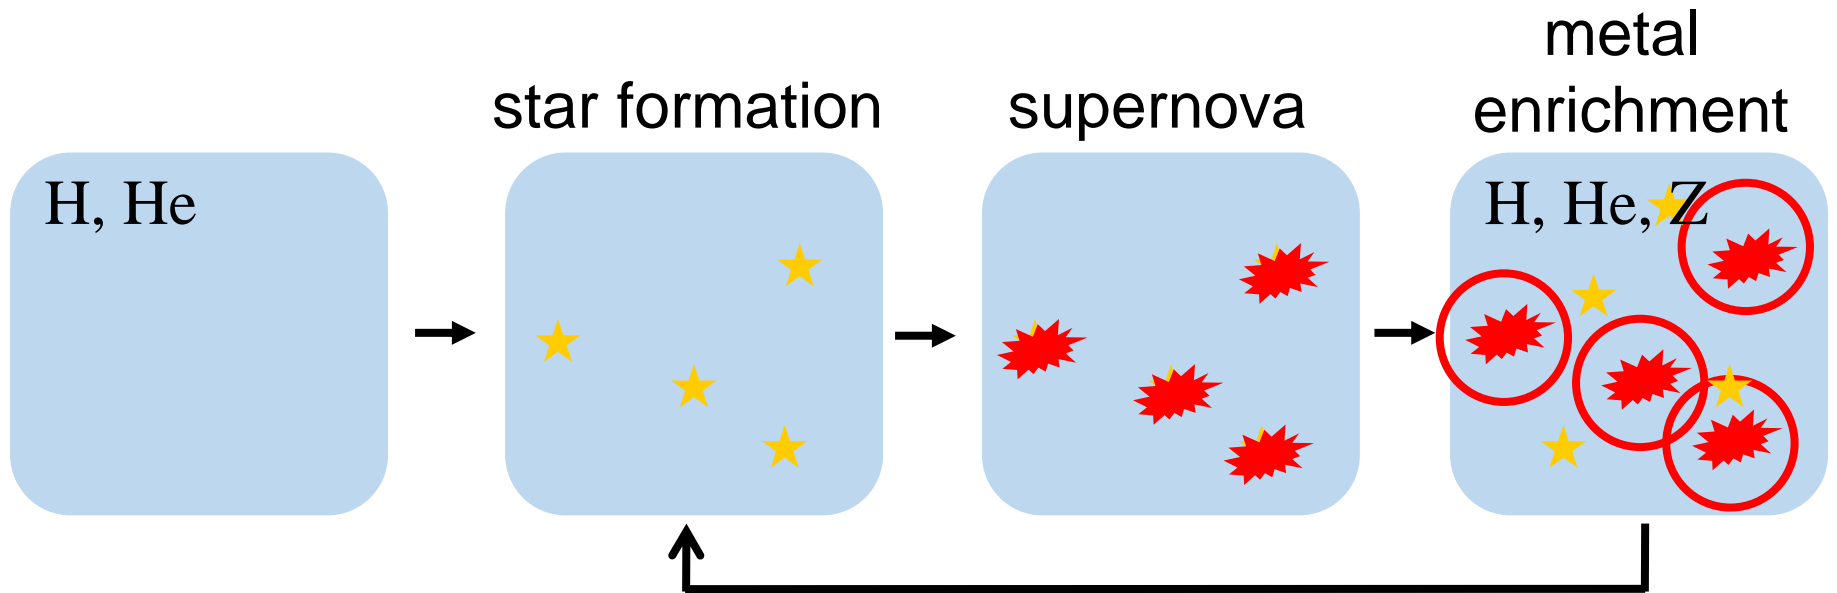 H, He
star formation
supernova
metal
enrichment
H, He, Z